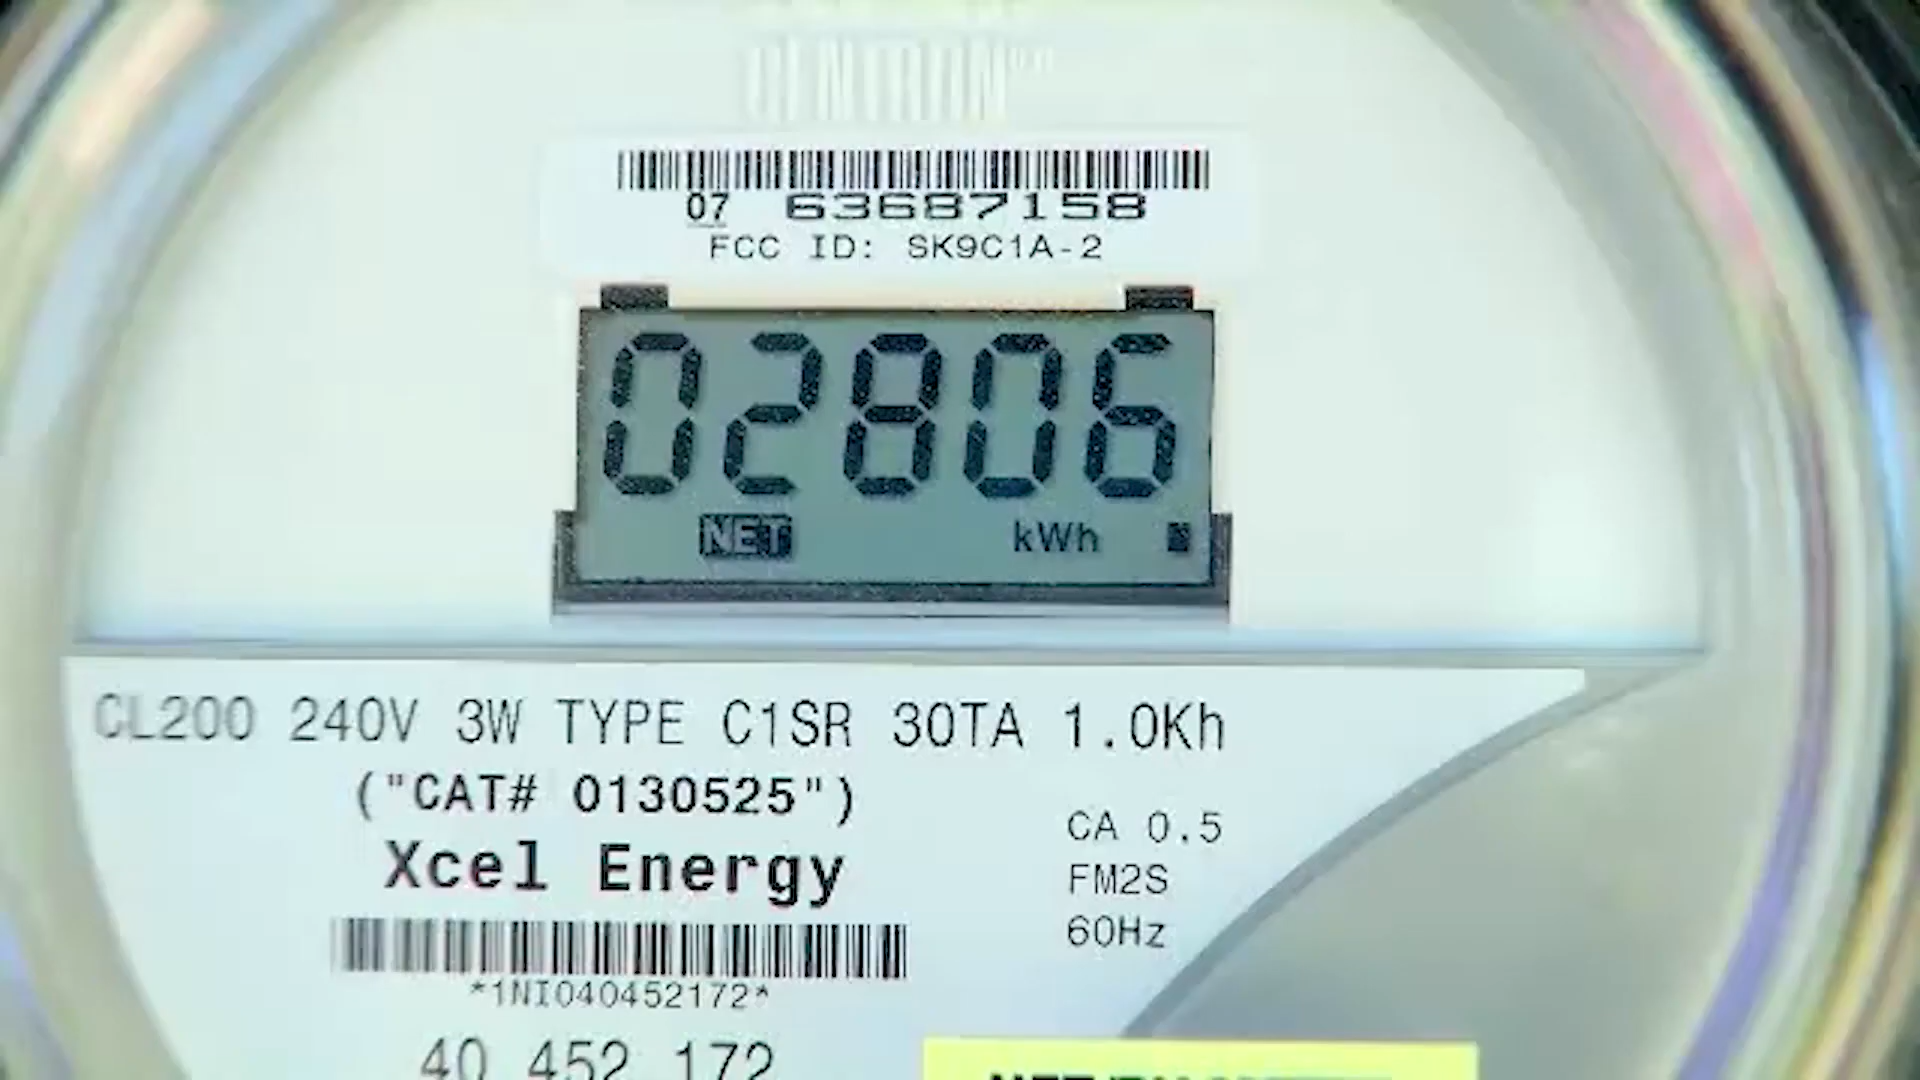 07 63687158
FCC ID: SK9C1A-2
02806
NET kWh
CL200 240V 3W TYPE C1SR 30TA 1.0Kh
("CAT# 0130525")
Xcel Energy
CA 0.5
FM2S
60Hz
*1NI040452172*
40 452 172